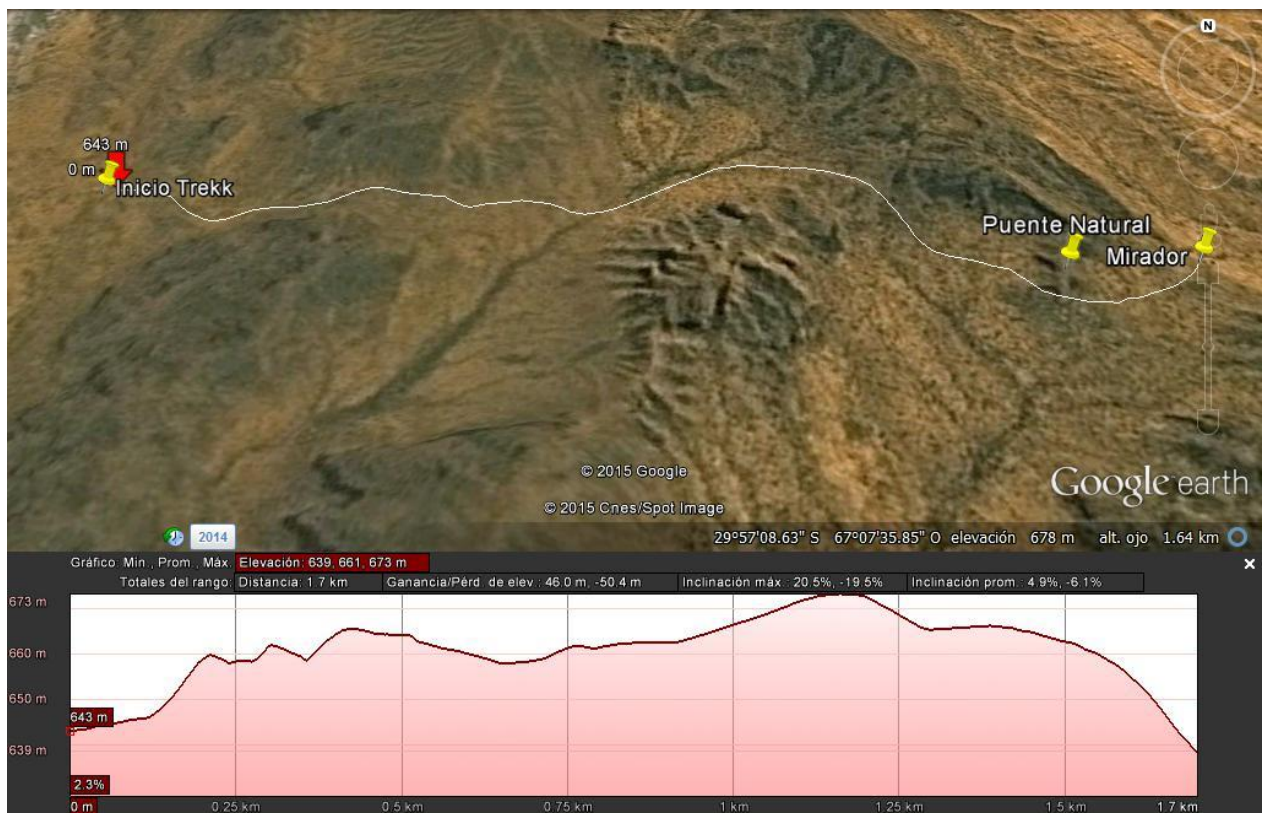 N
643 m
0 m
Inicio Trekk
Puente Natural
Mirador
© 2015 Google
© 2015 Cnes/Spot Image
Google earth
2014
29°57'08.63" S 67°07'35.85" O elevación 678 m alt. ojo 1.64 km
Gráfico: Min., Prom., Máx. Elevación: 639, 661, 673 m
Totales del rango: Distancia: 1.7 km Ganancia/Pérd. de elev.: 46.0 m, -50.4 m Inclinación máx.: 20.5%, -19.5% Inclinación prom.: 4.9%, -6.1%
673 m
660 m
650 m
643 m
639 m
2.3%
0 m 0.25 km 0.5 km 0.75 km 1 km 1.25 km 1.5 km 1.7 km